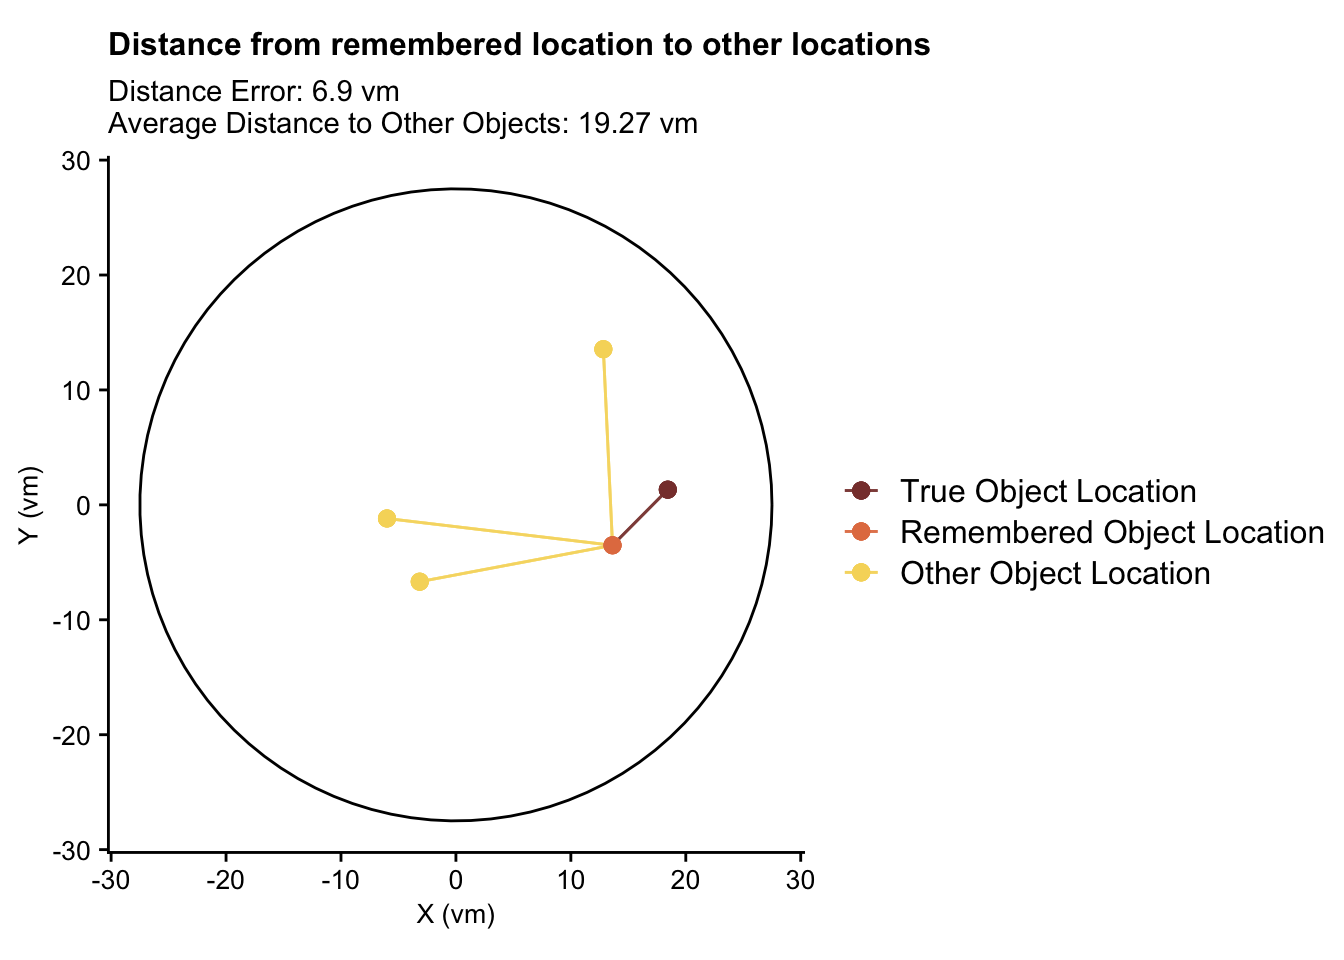 Distance from remembered location to other locations
Distance Error: 6.9 vm
Average Distance to Other Objects: 19.27 vm
30
20
10
0
-10
-20
-30
Y (vm)
-30 -20 -10 0 10 20 30
X (vm)
True Object Location
Remembered Object Location
Other Object Location